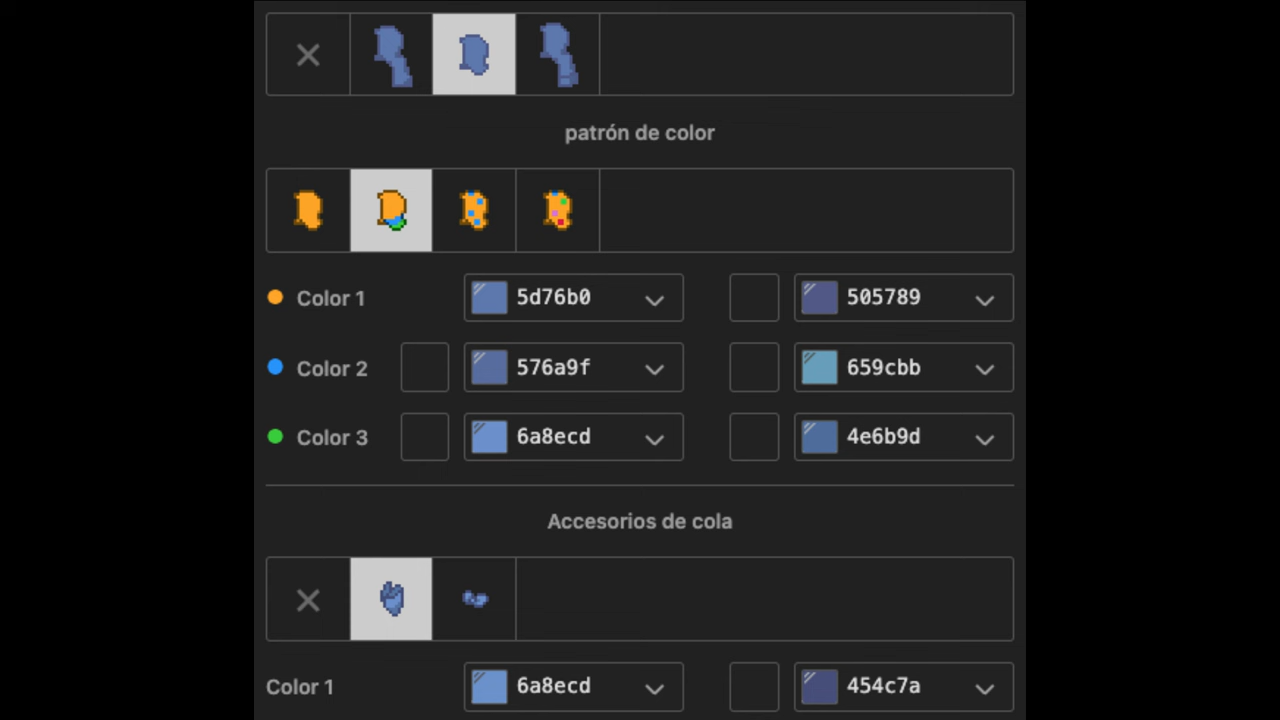 patrón de color
Color 1 5d76b0 505789
Color 2 576a9f 659cbb
Color 3 6a8ecd 4e6b9d
Accesorios de cola
Color 1 6a8ecd 454c7a